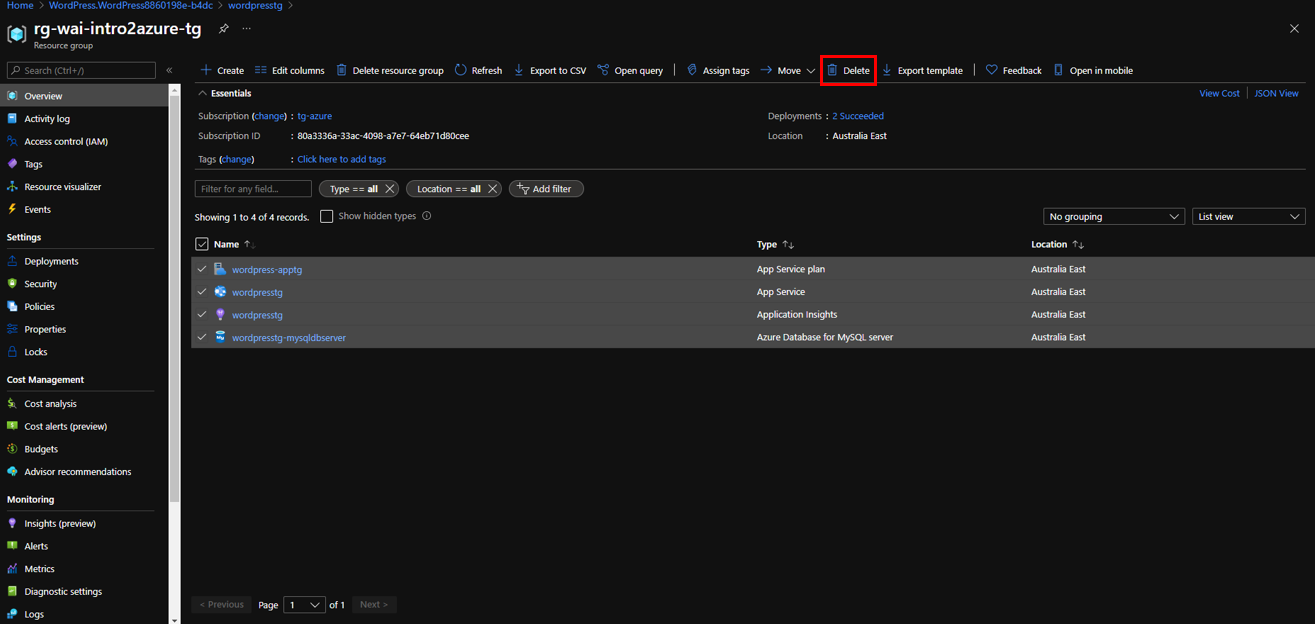 Home > WordPress.WordPress8860198e-b4dc > wordpresstg >
rg-wai-intro2azure-tg ...
Resource group
Search (Ctrl+/) «
Overview
Activity log
Access control (IAM)
Tags
Resource visualizer
Events
Settings
Deployments
Security
Policies
Properties
Locks
Cost Management
Cost analysis
Cost alerts (preview)
Budgets
Advisor recommendations
Monitoring
Insights (preview)
Alerts
Metrics
Diagnostic settings
Logs
Create Edit columns Delete resource group Refresh Export to CSV Open query Assign tags Move Delete Export template Feedback Open in mobile
Essentials View Cost JSON View
Subscription (change) : tg-azure Deployments : 2 Succeeded
Subscription ID : 80a3336a-33ac-4098-a7e7-64eb71d80cee Location : Australia East
Tags (change) : Click here to add tags
Filter for any field... Type == all Location == all Add filter
Showing 1 to 4 of 4 records. Show hidden types No grouping List view
Name Type Location
wordpress-apptg App Service plan Australia East
wordpresstg App Service Australia East
wordpresstg Application Insights Australia East
wordpresstg-mysqldbserver Azure Database for MySQL server Australia East
< Previous Page 1 of 1 Next >